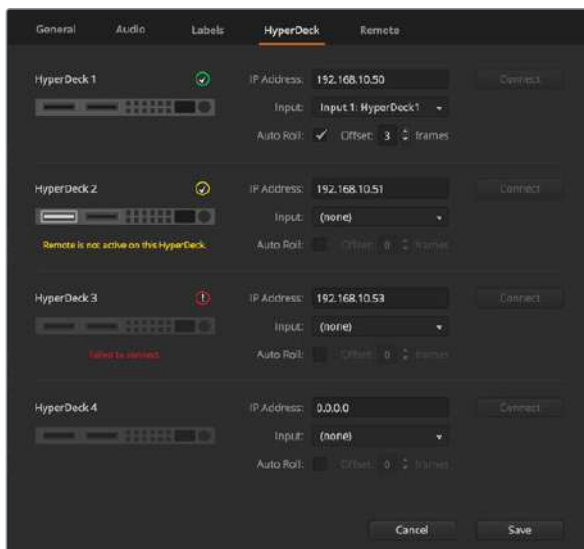 General Audio Labels HyperDeck Remote
HyperDeck 1 IP Address: 192.168.10.50 Connect
Input: Input 1: HyperDeck1
Auto Roll: Offset: 3 frames
HyperDeck 2 IP Address: 192.168.10.51 Connect
Input: (none)
Remote is not active on this HyperDeck. Auto Roll: Offset: 0 frames
HyperDeck 3 IP Address: 192.168.10.53 Connect
Input: (none)
Failed to connect Auto Roll: Offset: 0 frames
HyperDeck 4 IP Address: 0.0.0.0 Connect
Input: (none)
Auto Roll: Offset: 0 frames
Cancel Save